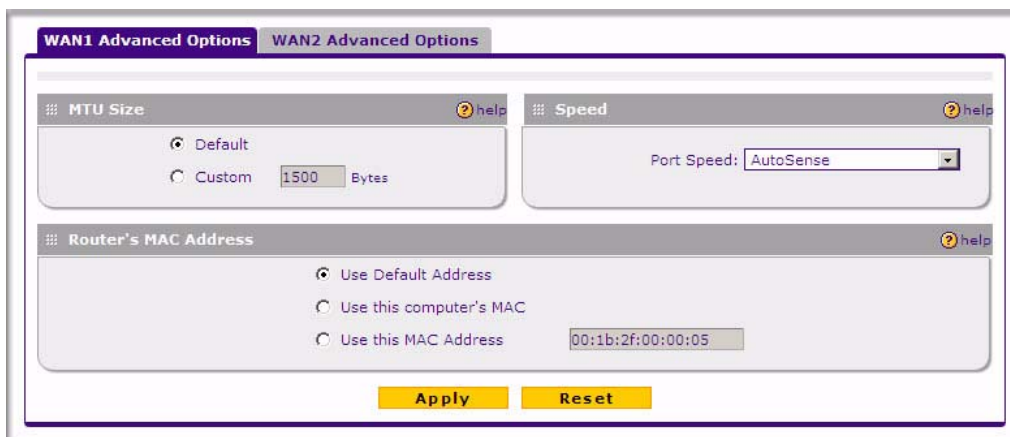 WAN1 Advanced Options WAN2 Advanced Options
MTU Size help
Default
Custom 1500 Bytes
Speed help
Port Speed: AutoSense
Router's MAC Address help
Use Default Address
Use this computer's MAC
Use this MAC Address 00:1b:2f:00:00:05
Apply Reset